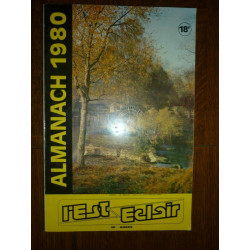 ALMANACH 1980
18F
l'Est Eclair